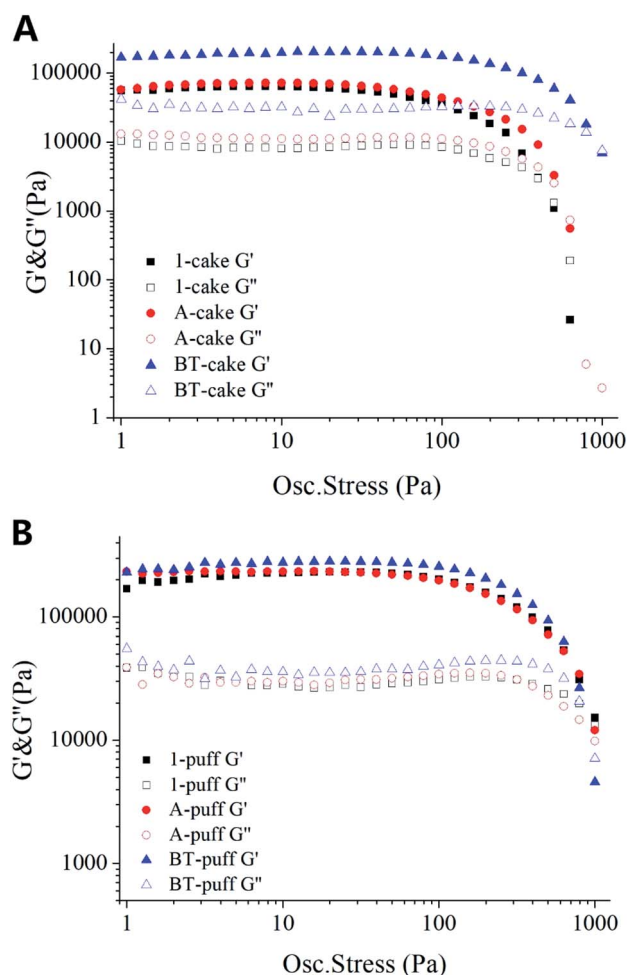 A
G'&G"(Pa)
100000
10000
1000
100
10
1
1-cake G'
1-cake G"
A-cake G'
A-cake G"
BT-cake G'
BT-cake G"
1 10 100 1000
Osc.Stress (Pa)
B
G'&G"(Pa)
100000
10000
1000
1-puff G'
1-puff G"
A-puff G'
A-puff G"
BT-puff G'
BT-puff G"
1 10 100 1000
Osc.Stress (Pa)